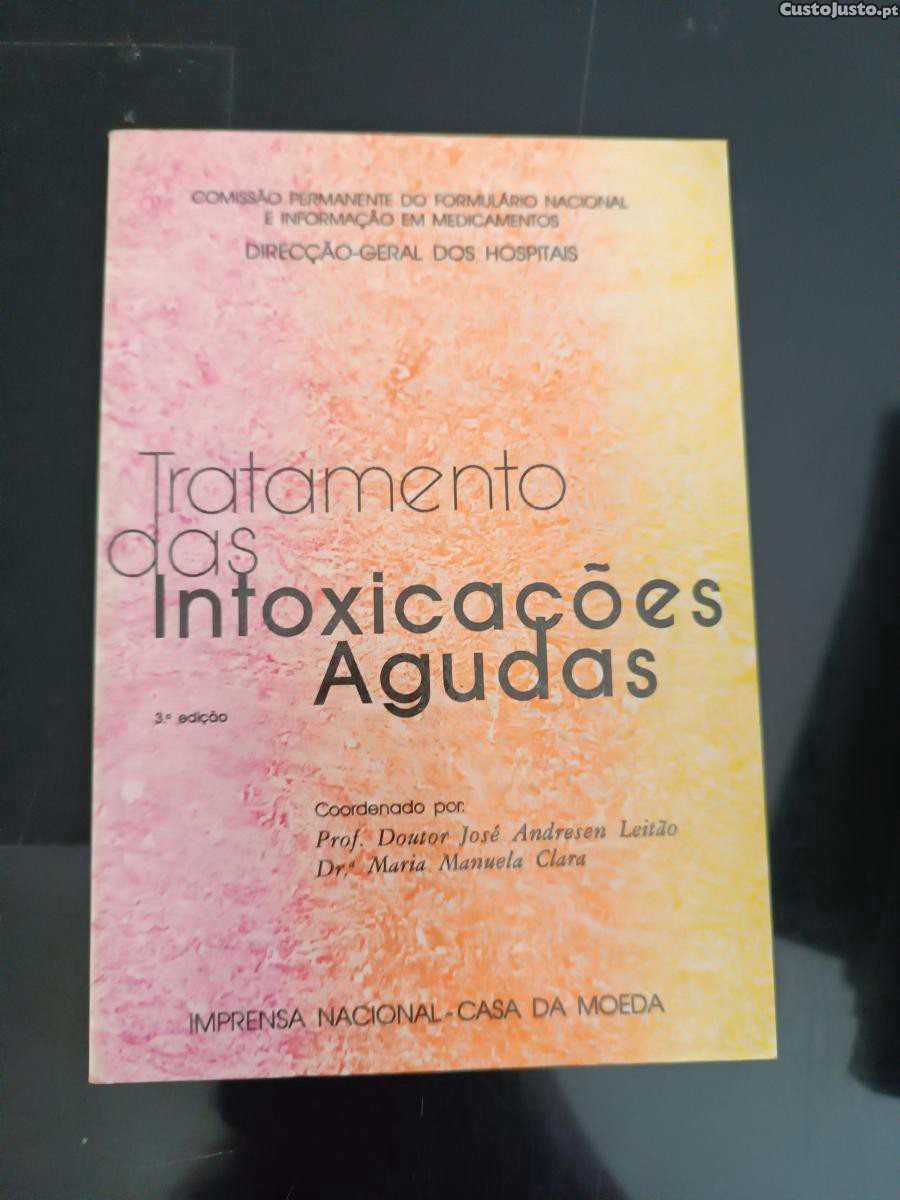 CustoJusto.pt
COMISSÃO PERMANENTE DO FORMULÁRIO NACIONAL
E INFORMAÇÃO EM MEDICAMENTOS
DIRECÇÃO-GERAL DOS HOSPITAIS
Tratamento
das
Intoxicações
Agudas
3.ª edição
Coordenado por:
Prof. Doutor José Andresen Leitão
Dr.ª Maria Manuela Clara
IMPRENSA NACIONAL-CASA DA MOEDA